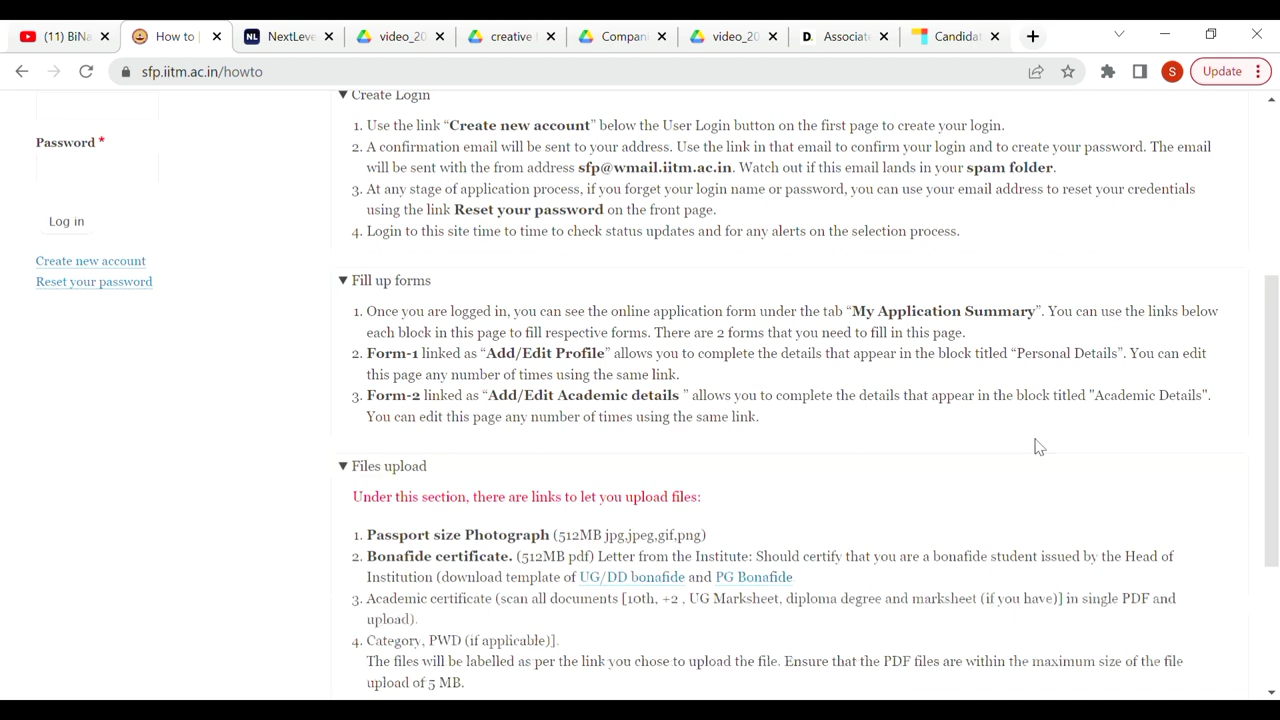 (11) BiNa
How to |
NextLeve
video_20
creative
Compan
video_20
Associate
Candidat
sfp.iitm.ac.in/howto
S
Update
Password *
Log in
Create new account
Reset your password
Create Login
1. Use the link “Create new account” below the User Login button on the first page to create your login.
2. A confirmation email will be sent to your address. Use the link in that email to confirm your login and to create your password. The email
will be sent with the from address sfp@wmail.iitm.ac.in. Watch out if this email lands in your spam folder.
3. At any stage of application process, if you forget your login name or password, you can use your email address to reset your credentials
using the link Reset your password on the front page.
4. Login to this site time to time to check status updates and for any alerts on the selection process.
Fill up forms
1. Once you are logged in, you can see the online application form under the tab “My Application Summary”. You can use the links below
each block in this page to fill respective forms. There are 2 forms that you need to fill in this page.
2. Form-1 linked as “Add/Edit Profile” allows you to complete the details that appear in the block titled “Personal Details”. You can edit
this page any number of times using the same link.
3. Form-2 linked as “Add/Edit Academic details ” allows you to complete the details that appear in the block titled "Academic Details".
You can edit this page any number of times using the same link.
Files upload
Under this section, there are links to let you upload files:
1. Passport size Photograph (512MB jpg,jpeg,gif,png)
2. Bonafide certificate. (512MB pdf) Letter from the Institute: Should certify that you are a bonafide student issued by the Head of
Institution (download template of UG/DD bonafide and PG Bonafide
3. Academic certificate (scan all documents [10th, +2 , UG Marksheet, diploma degree and marksheet (if you have)] in single PDF and
upload).
4. Category, PWD (if applicable)].
The files will be labelled as per the link you chose to upload the file. Ensure that the PDF files are within the maximum size of the file
upload of 5 MB.